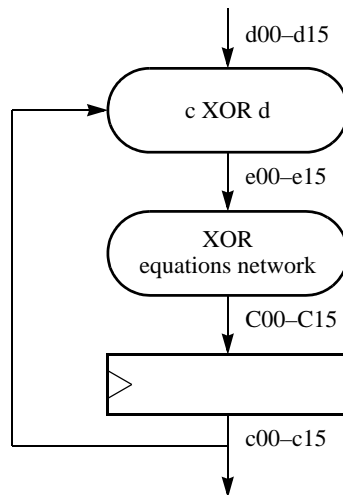 d00–d15
c XOR d
e00–e15
XOR
equations network
C00–C15
c00–c15